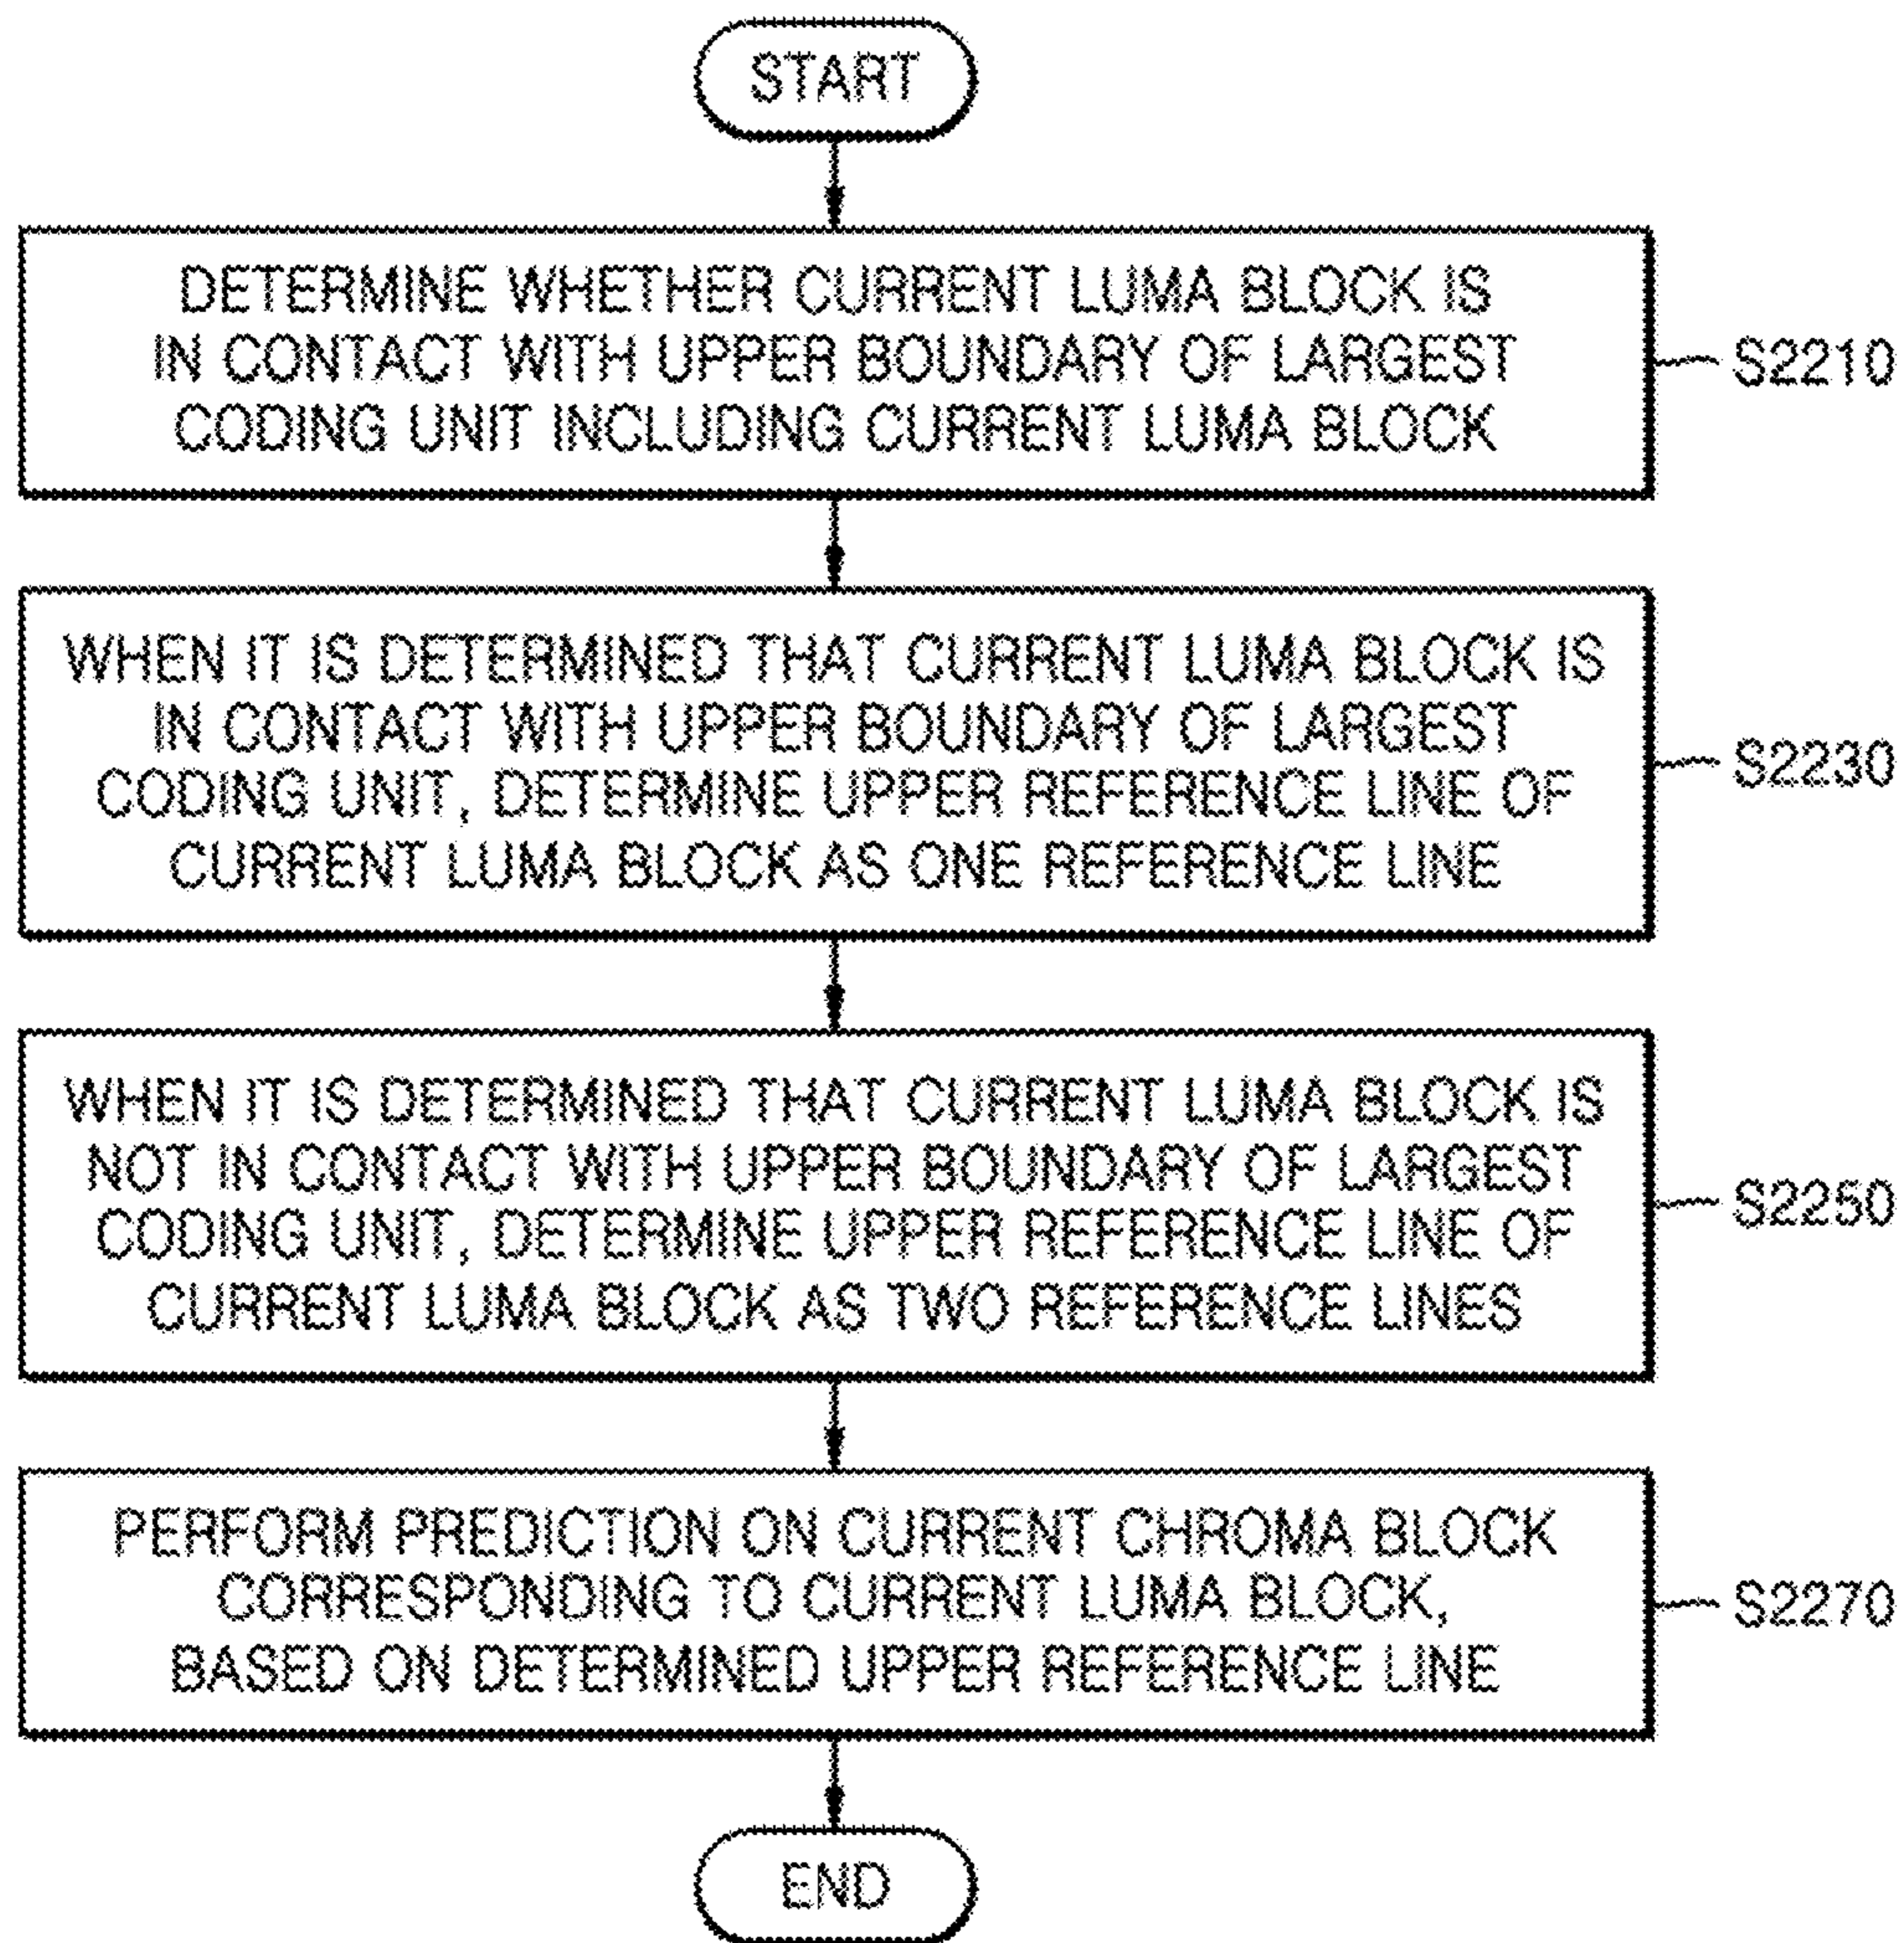 START
DETERMINE WHETHER CURRENT LUMA BLOCK IS
IN CONTACT WITH UPPER BOUNDARY OF LARGEST
CODING UNIT INCLUDING CURRENT LUMA BLOCK
S2210
WHEN IT IS DETERMINED THAT CURRENT LUMA BLOCK IS
IN CONTACT WITH UPPER BOUNDARY OF LARGEST
CODING UNIT, DETERMINE UPPER REFERENCE LINE OF
CURRENT LUMA BLOCK AS ONE REFERENCE LINE
S2230
WHEN IT IS DETERMINED THAT CURRENT LUMA BLOCK IS
NOT IN CONTACT WITH UPPER BOUNDARY OF LARGEST
CODING UNIT, DETERMINE UPPER REFERENCE LINE OF
CURRENT LUMA BLOCK AS TWO REFERENCE LINES
S2250
PERFORM PREDICTION ON CURRENT CHROMA BLOCK
CORRESPONDING TO CURRENT LUMA BLOCK,
BASED ON DETERMINED UPPER REFERENCE LINE
S2270
END